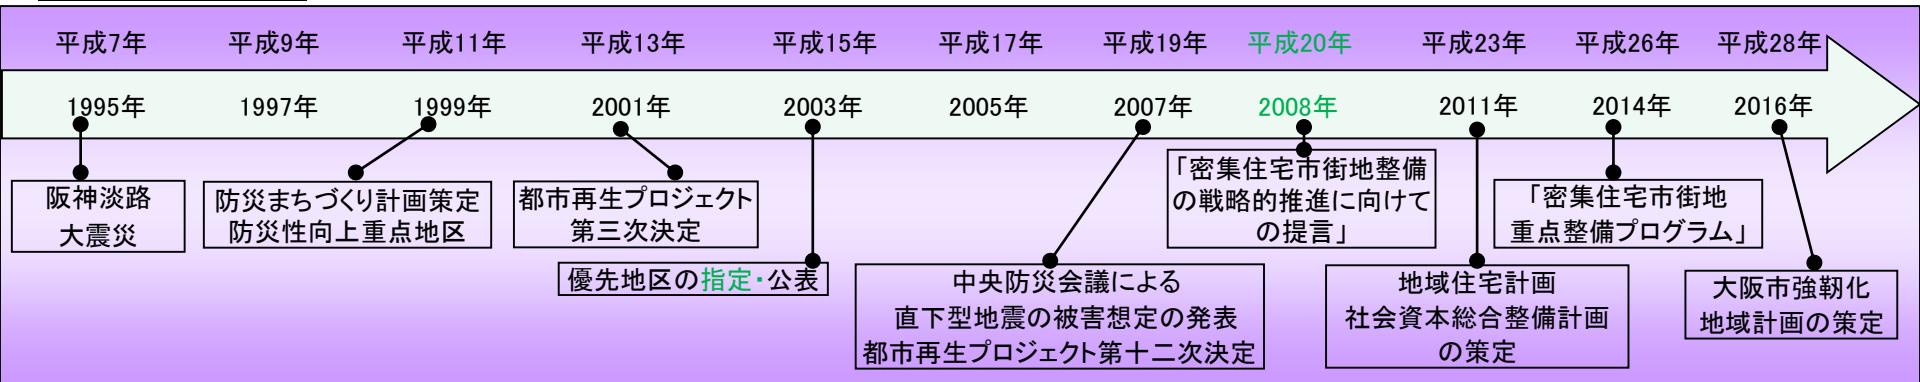 平成7年 平成9年 平成11年 平成13年 平成15年 平成17年 平成19年 平成20年 平成23年 平成26年 平成28年
1995年 1997年 1999年 2001年 2003年 2005年 2007年 2008年 2011年 2014年 2016年
阪神淡路
大震災
防災まちづくり計画策定
防災性向上重点地区
都市再生プロジェクト
第三次決定
優先地区の指定・公表
中央防災会議による
直下型地震の被害想定の発表
都市再生プロジェクト第十二次決定
「密集住宅市街地整備
の戦略的推進に向けて
の提言」
地域住宅計画
社会資本総合整備計画
の策定
「密集住宅市街地
重点整備プログラム」
大阪市強靭化
地域計画の策定